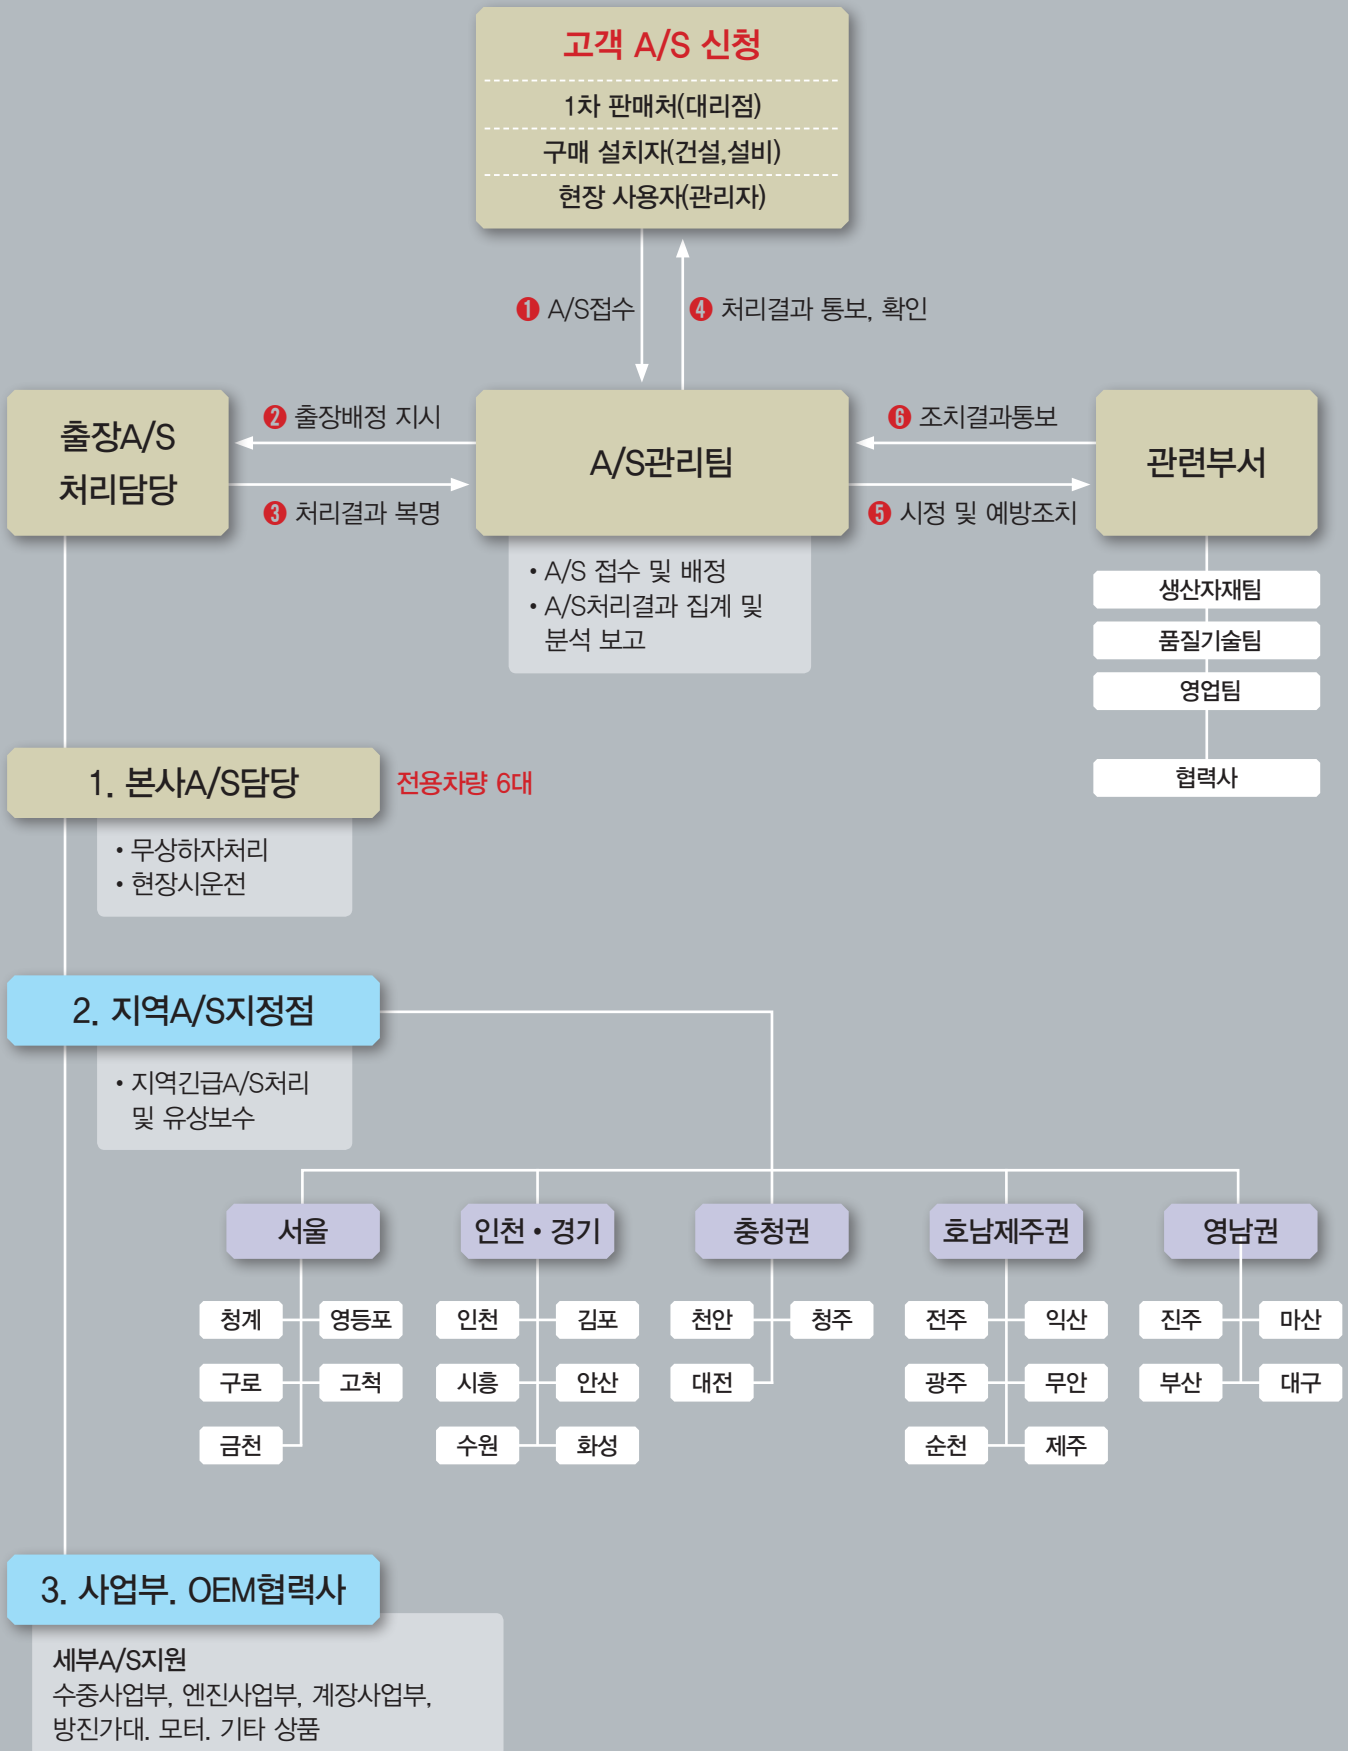 고객 A/S 신청
1차 판매처(대리점)
구매 설치자(건설,설비)
현장 사용자(관리자)
❶ A/S접수
❹ 처리결과 통보, 확인
출장A/S
처리담당
❷ 출장배정 지시
❸ 처리결과 복명
A/S관리팀
❻ 조치결과통보
❺ 시정 및 예방조치
관련부서
• A/S 접수 및 배정
• A/S처리결과 집계 및
분석 보고
생산자재팀
품질기술팀
영업팀
협력사
1. 본사A/S담당
전용차량 6대
• 무상하자처리
• 현장시운전
2. 지역A/S지정점
• 지역긴급A/S처리
및 유상보수
서울
인천 • 경기
충청권
호남제주권
영남권
청계 영등포
구로 고척
금천
인천 김포
시흥 안산
수원 화성
천안 청주
대전
전주 익산
광주 무안
순천 제주
진주 마산
부산 대구
3. 사업부. OEM협력사
세부A/S지원
수중사업부, 엔진사업부, 계장사업부,
방진가대. 모터. 기타 상품